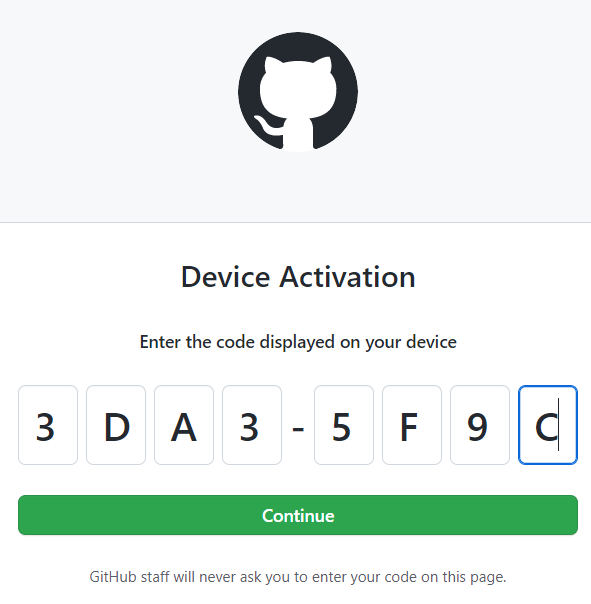 Device Activation
Enter the code displayed on your device
3 D A 3 - 5 F 9 C
Continue
GitHub staff will never ask you to enter your code on this page.